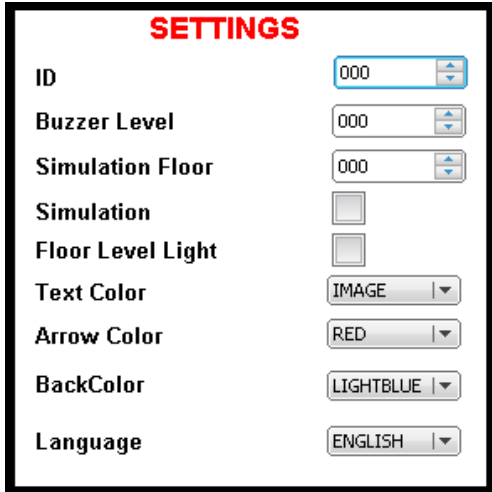 SETTINGS
ID 000
Buzzer Level 000
Simulation Floor 000
Simulation
Floor Level Light
Text Color IMAGE
Arrow Color RED
BackColor LIGHTBLUE
Language ENGLISH